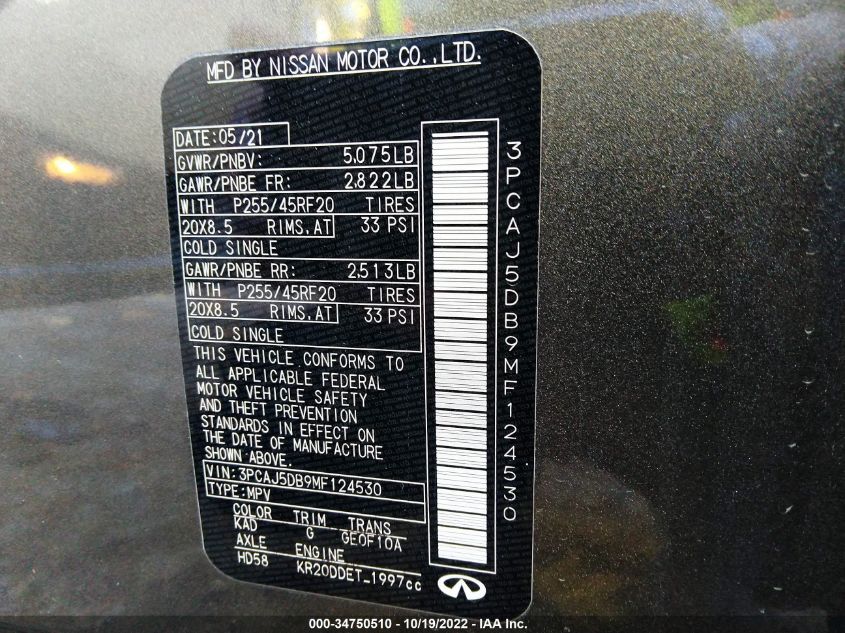 MFD BY NISSAN MOTOR CO.,LTD.
DATE:05/21
GVWR/PNBV: 5,075LB
GAWR/PNBE FR: 2,822LB
WITH P255/45RF20 TIRES
20X8.5 RIMS,AT 33 PSI
COLD SINGLE
GAWR/PNBE RR: 2,513LB
WITH P255/45RF20 TIRES
20X8.5 RIMS,AT 33 PSI
COLD SINGLE
THIS VEHICLE CONFORMS TO
ALL APPLICABLE FEDERAL
MOTOR VEHICLE SAFETY
AND THEFT PREVENTION
STANDARDS IN EFFECT ON
THE DATE OF MANUFACTURE
SHOWN ABOVE.
VIN:3PCAJ5DB9MF124530
TYPE:MPV
COLOR TRIM TRANS
KAD G GE0F10A
AXLE ENGINE
HD58 KR20DDET_1997cc
3PCAJ5DB9MF124530
000-34750510 - 10/19/2022 - IAA Inc.